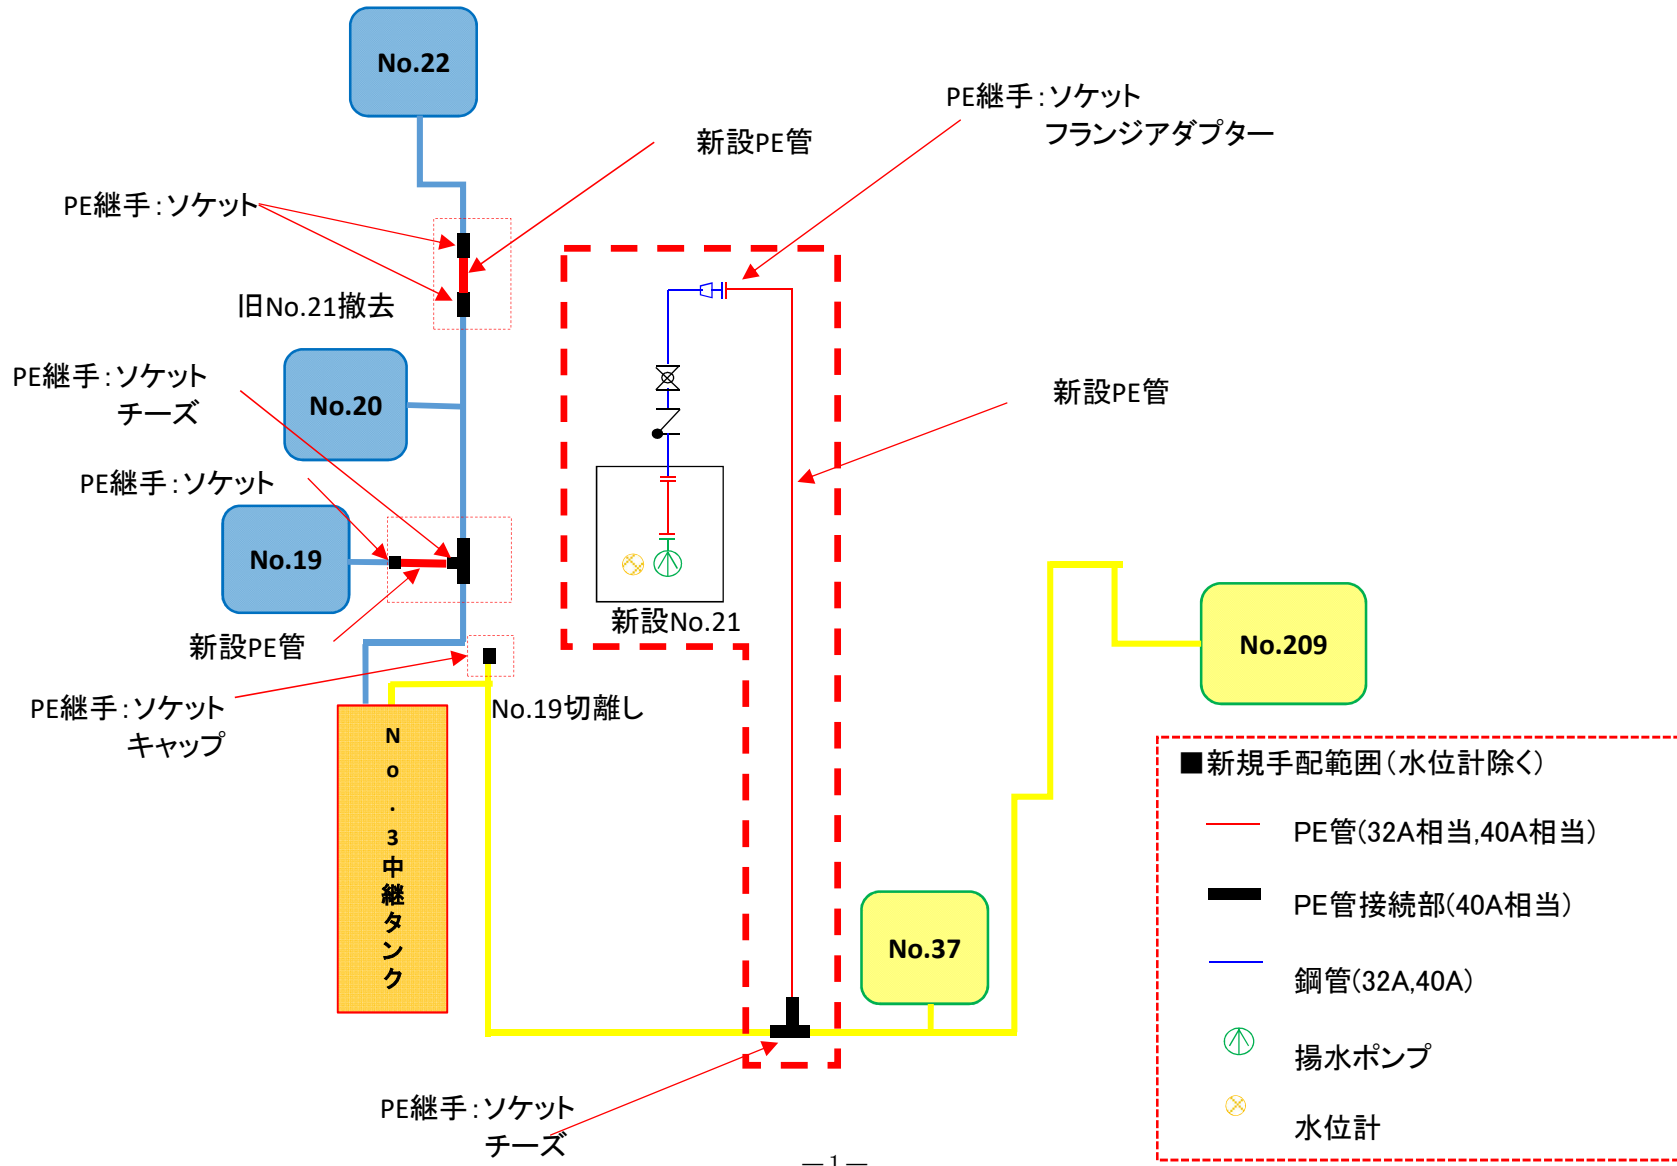 No.22
PE継手：ソケット
フランジアダプター
新設PE管
PE継手：ソケット
旧No.21撤去
PE継手：ソケット
チーズ
No.20
新設PE管
PE継手：ソケット
No.19
新設No.21
新設PE管
No.209
PE継手：ソケット
キャップ
No.19切離し
No.3中継タンク
No.37
PE継手：ソケット
チーズ
■新規手配範囲（水位計除く）
PE管(32A相当,40A相当)
PE管接続部(40A相当)
鋼管(32A,40A)
揚水ポンプ
水位計
―1―